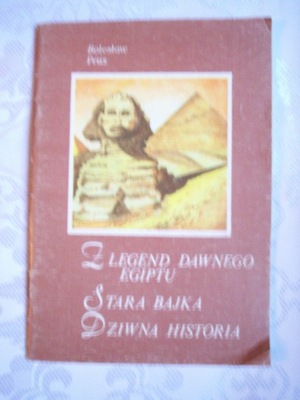 Bolesław
Prus
Z LEGEND DAWNEGO
EGIPTU
STARA BAJKA
DZIWNA HISTORIA